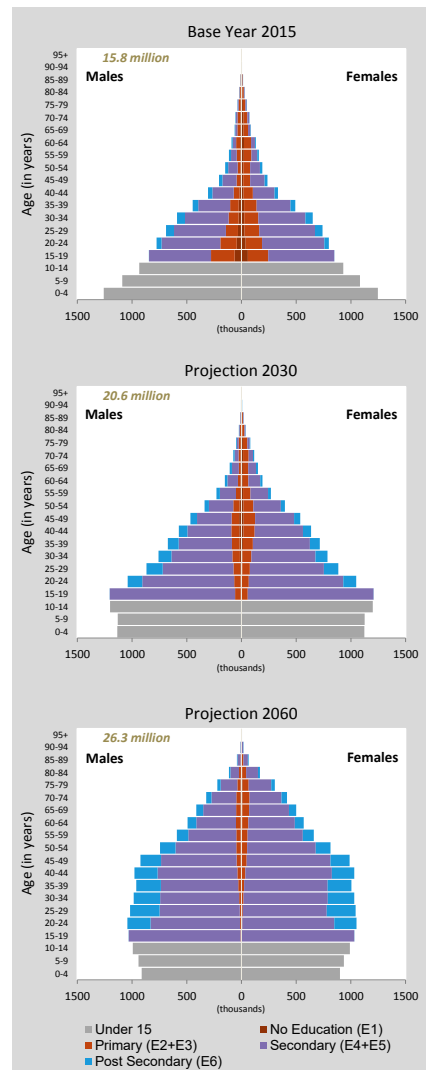 Base Year 2015
15.8 million
Males
Females
Age (in years)
95+
90-94
85-89
80-84
75-79
70-74
65-69
60-64
55-59
50-54
45-49
40-44
35-39
30-34
25-29
20-24
15-19
10-14
5-9
0-4
1500 1000 500 0 500 1000 1500
(thousands)
Projection 2030
20.6 million
Males
Females
Age (in years)
95+
90-94
85-89
80-84
75-79
70-74
65-69
60-64
55-59
50-54
45-49
40-44
35-39
30-34
25-29
20-24
15-19
10-14
5-9
0-4
1500 1000 500 0 500 1000 1500
(thousands)
Projection 2060
26.3 million
Males
Females
Age (in years)
95+
90-94
85-89
80-84
75-79
70-74
65-69
60-64
55-59
50-54
45-49
40-44
35-39
30-34
25-29
20-24
15-19
10-14
5-9
0-4
1500 1000 500 0 500 1000 1500
(thousands)
Under 15
No Education (E1)
Primary (E2+E3)
Secondary (E4+E5)
Post Secondary (E6)